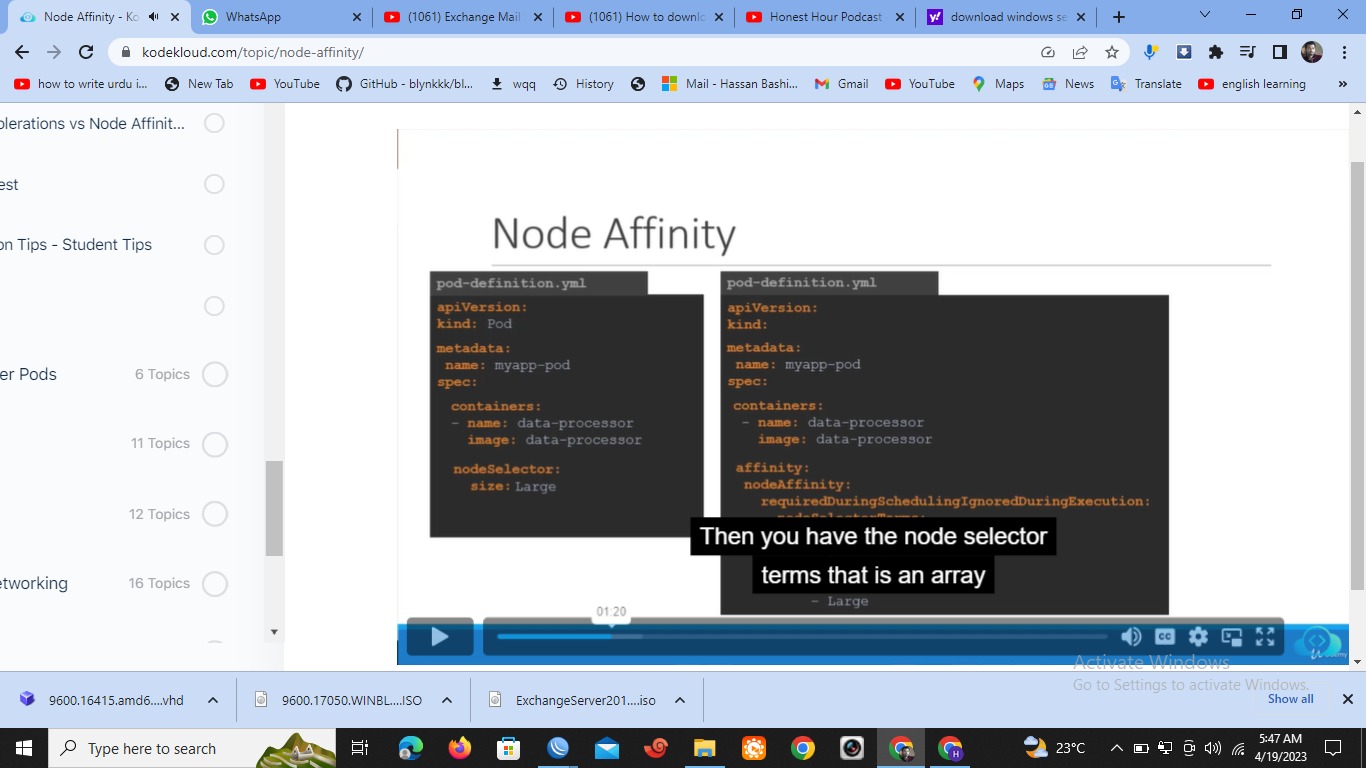 Node Affinity - Ko
WhatsApp
(1061) Exchange Mail
(1061) How to downlo
Honest Hour Podcast
download windows se
kodekloud.com/topic/node-affinity/
how to write urdu i...
New Tab
YouTube
GitHub - blynkkk/bl...
wqq
History
Mail - Hassan Bashi...
Gmail
YouTube
Maps
News
Translate
english learning
»
olerations vs Node Affinit...
est
on Tips - Student Tips
er Pods 6 Topics
11 Topics
12 Topics
etworking 16 Topics
Node Affinity
pod-definition.yml
apiVersion:
kind: Pod
metadata:
name: myapp-pod
spec:
containers:
- name: data-processor
image: data-processor
nodeSelector:
size: Large
pod-definition.yml
apiVersion:
kind:
metadata:
name: myapp-pod
spec:
containers:
- name: data-processor
image: data-processor
affinity:
nodeAffinity:
requiredDuringSchedulingIgnoredDuringExecution:
Then you have the node selector
terms that is an array
- Large
01:20
CC
Udemy
Activate Windows
Go to Settings to activate Windows.
9600.16415.amd6....vhd
9600.17050.WINBL....ISO
ExchangeServer201....iso
Show all
Type here to search
23°C
5:47 AM
4/19/2023